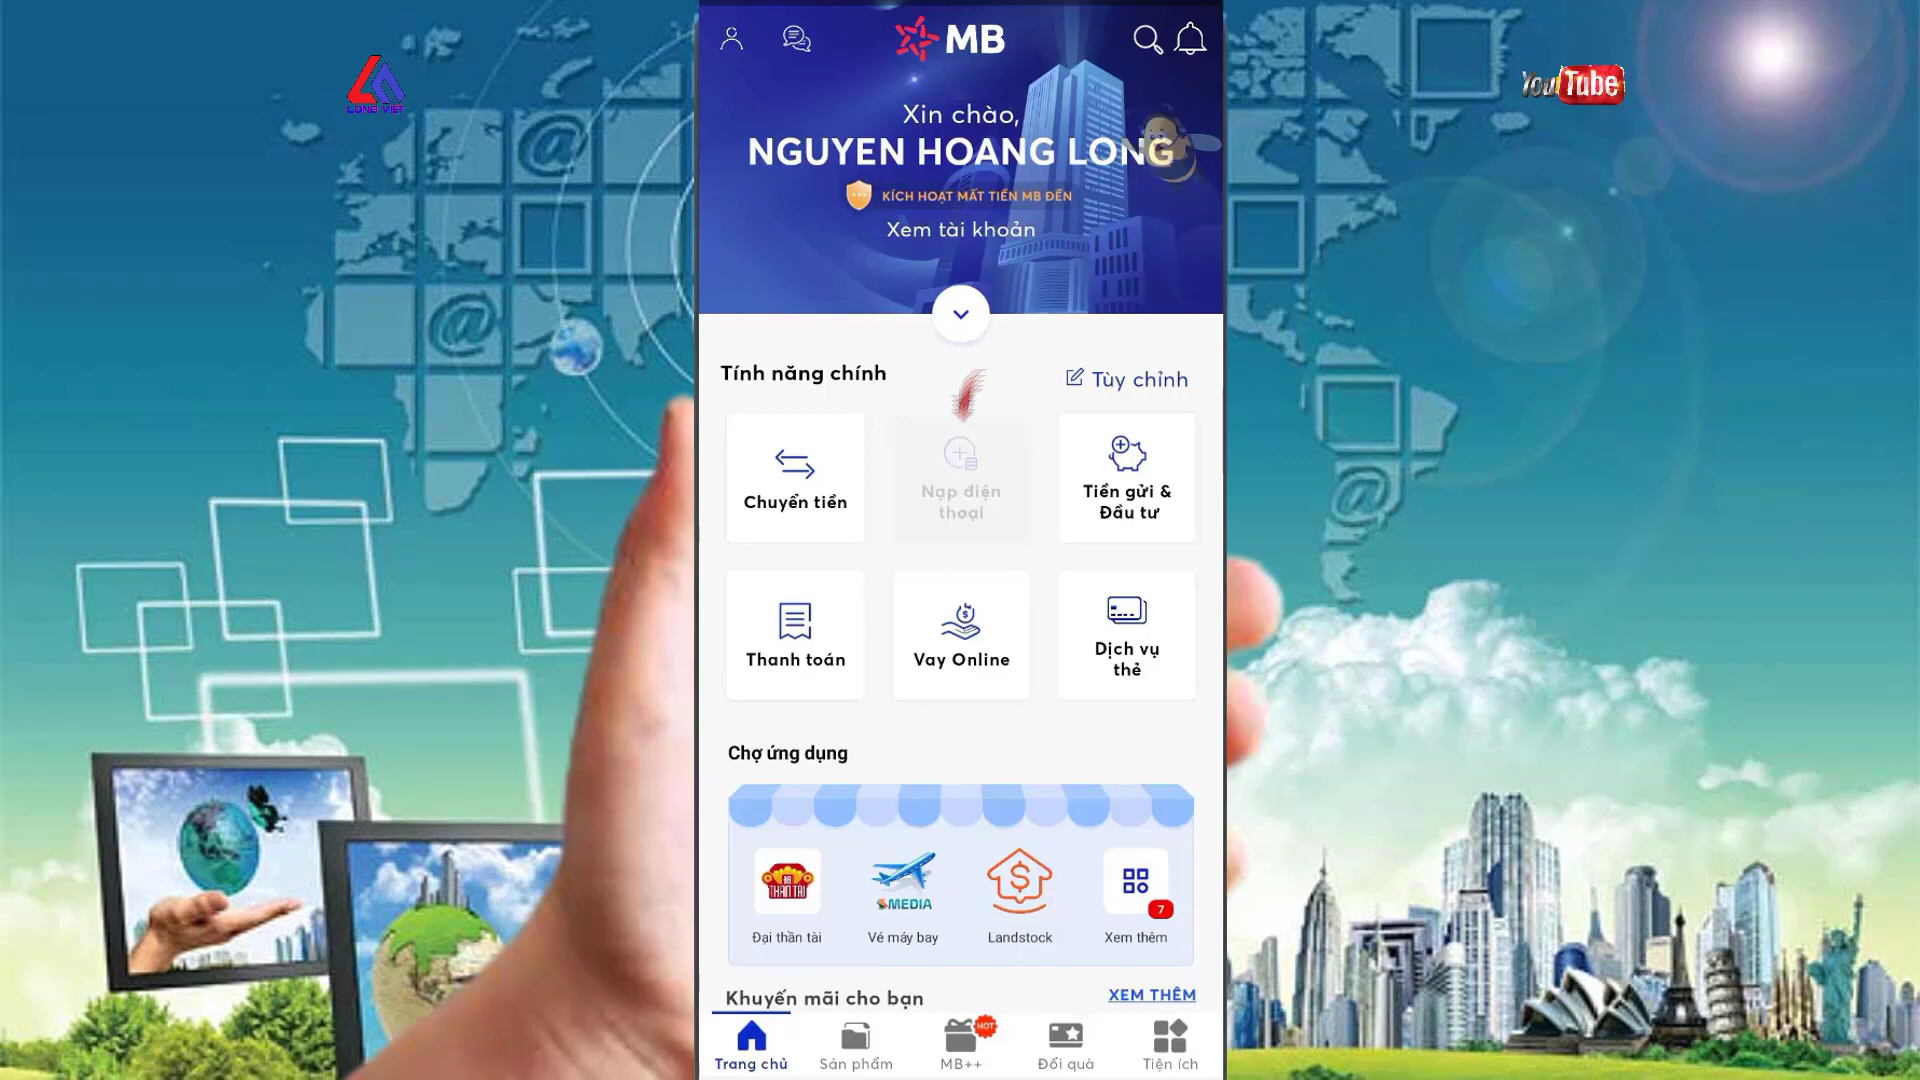 MB
LONG VIET
YouTube
Xin chào,
NGUYEN HOANG LONG
KÍCH HOẠT MẮT TIỀN MB ĐẾN
Xem tài khoản
Tính năng chính
Tùy chỉnh
Chuyển tiền
Nạp điện
thoại
Tiền gửi &
Đầu tư
Thanh toán
Vay Online
Dịch vụ
thẻ
Chợ ứng dụng
THẦN TÀI
MEDIA
7
Đại thần tài
Vé máy bay
Landstock
Xem thêm
Khuyến mãi cho bạn
XEM THÊM
HOT
Trang chủ
Sản phẩm
MB++
Đổi quà
Tiện ích